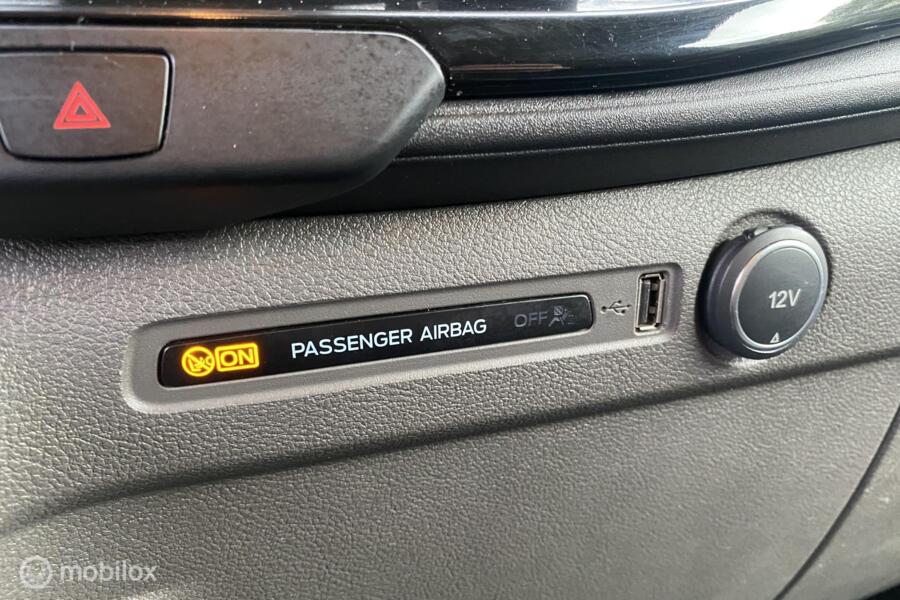 ON PASSENGER AIRBAG OFF
12V
mobilox